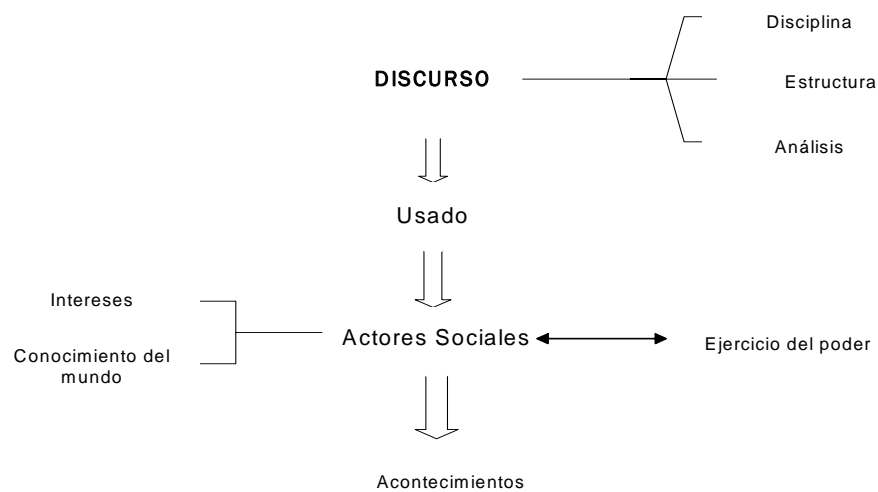 Disciplina
DISCURSO
Estructura
Análisis
Usado
Intereses
Actores Sociales
Ejercicio del poder
Conocimiento del
mundo
Acontecimientos